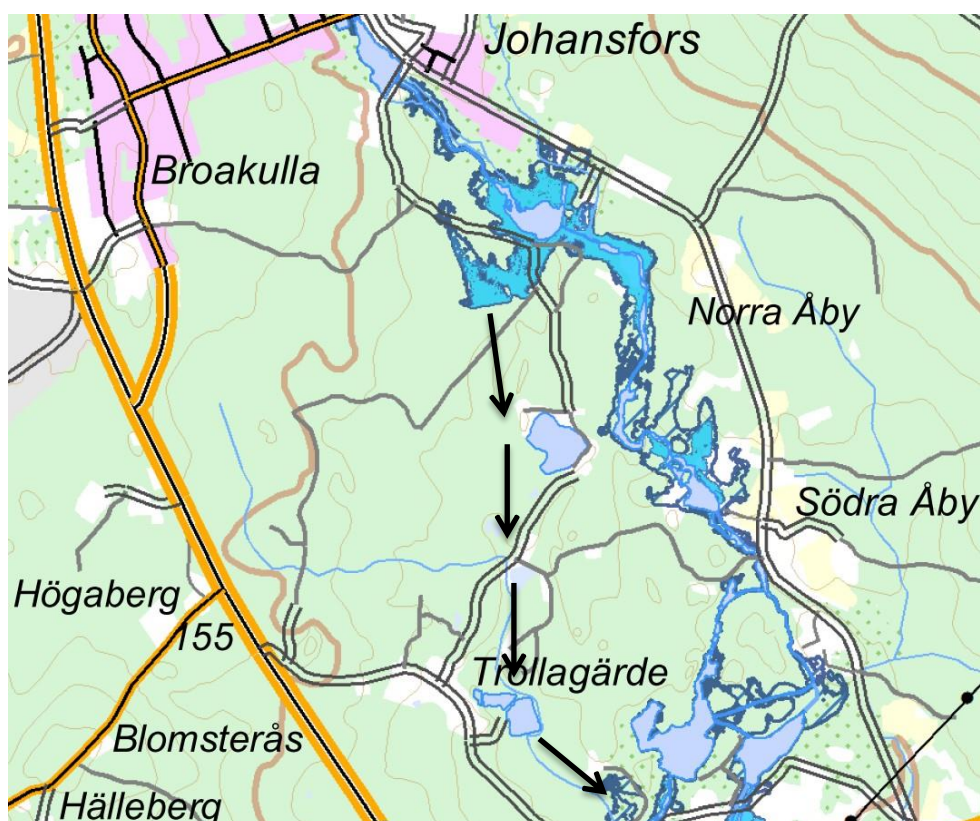 Johansfors
Broakulla
Norra Åby
Södra Åby
Högaberg
155
Trollagärde
Blomsterås
Hälleberg